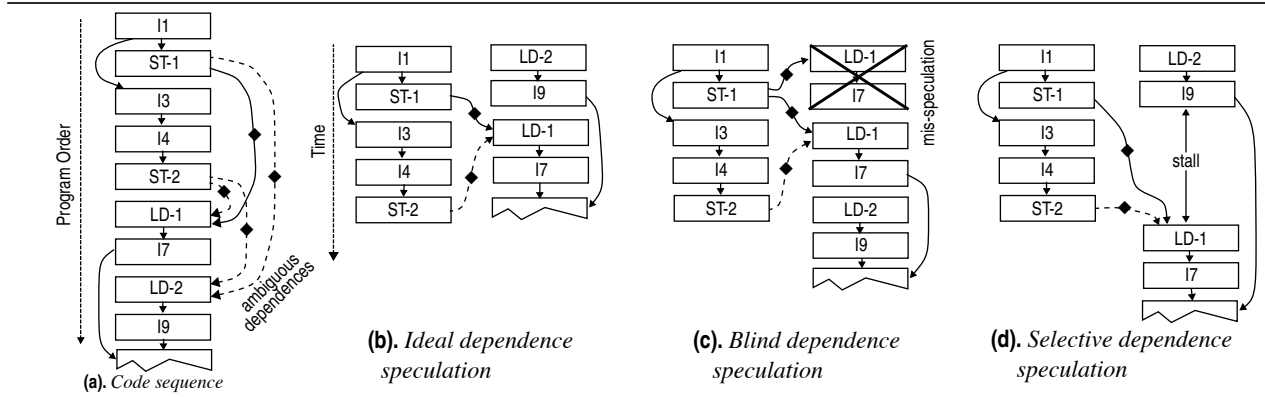 Program Order
I1
ST-1
I3
I4
ST-2
LD-1
I7
LD-2
I9
ambiguous
dependences
(a). Code sequence
Time
I1
ST-1
I3
I4
ST-2
LD-2
I9
LD-1
I7
(b). Ideal dependence
speculation
I1
ST-1
I3
I4
ST-2
LD-1
I7
mis-speculation
LD-1
I7
LD-2
I9
(c). Blind dependence
speculation
I1
ST-1
I3
I4
ST-2
LD-2
I9
stall
LD-1
I7
(d). Selective dependence
speculation